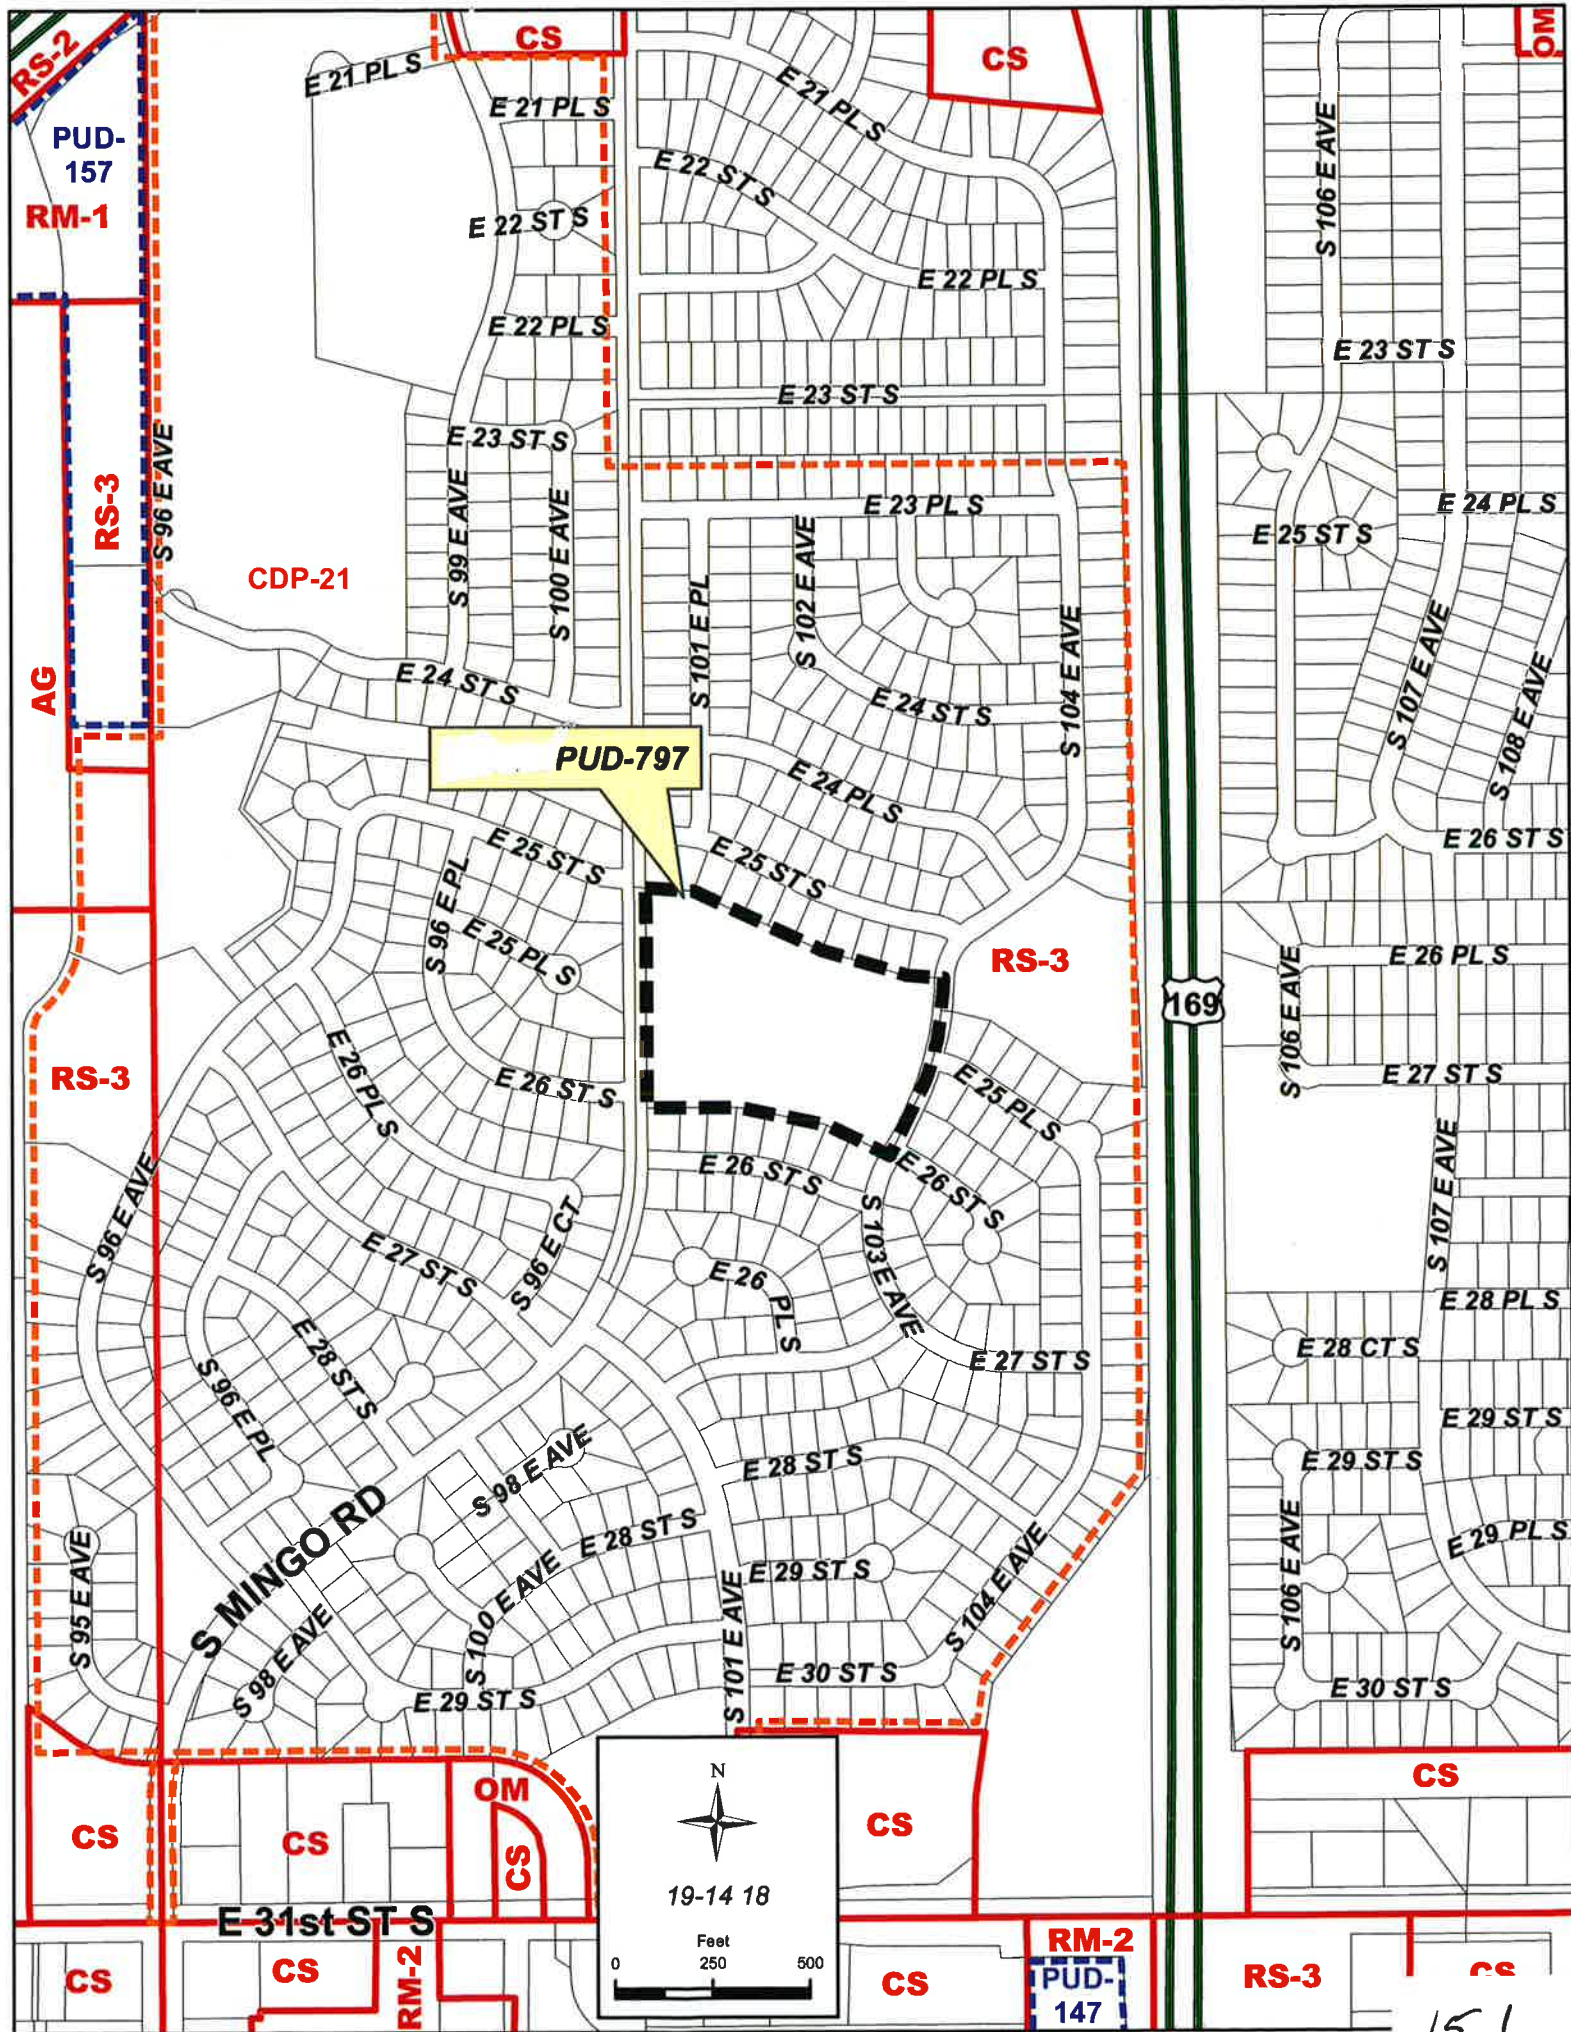 CS
CS
OM
RS-2
E 21 PL S
E 21 PL S
E 21 PL S
PUD-
157
RM-1
E 22 ST S
E 22 ST S
S 106 E AVE
E 22 PL S
E 22 PL S
E 23 ST S
E 23 ST S
E 23 ST S
RS-3
S 96 E AVE
S 99 E AVE
S 100 E AVE
E 23 PL S
E 24 PL S
E 25 ST S
CDP-21
S 101 E PL
S 102 E AVE
S 104 E AVE
S 107 E AVE
S 108 E AVE
AG
E 24 ST S
E 24 ST S
PUD-797
E 24 PL S
E 26 ST S
E 25 ST S
E 25 ST S
S 96 E PL
E 25 PL S
RS-3
E 26 PL S
S 106 E AVE
169
RS-3
E 26 PL S
E 26 ST S
E 25 PL S
E 27 ST S
S 107 E AVE
E 26 ST S
E 26 ST S
S 96 E AVE
S 96 E CT
S 103 E AVE
E 27 ST S
E 26
PL S
E 28 PL S
E 28 CT S
E 28 ST S
S 96 E PL
E 27 ST S
E 29 ST S
S 98 E AVE
E 28 ST S
E 29 ST S
S MINGO RD
E 28 ST S
S 106 E AVE
E 29 PL S
S 95 E AVE
S 100 E AVE
E 29 ST S
S 104 E AVE
S 98 E AVE
S 101 E AVE
E 30 ST S
E 29 ST S
E 30 ST S
N
OM
CS
CS
CS
CS
CS
19-14 18
E 31st ST S
Feet
0 250 500
CS
CS
RM-2
CS
RM-2
PUD-
147
RS-3
CS
15.1